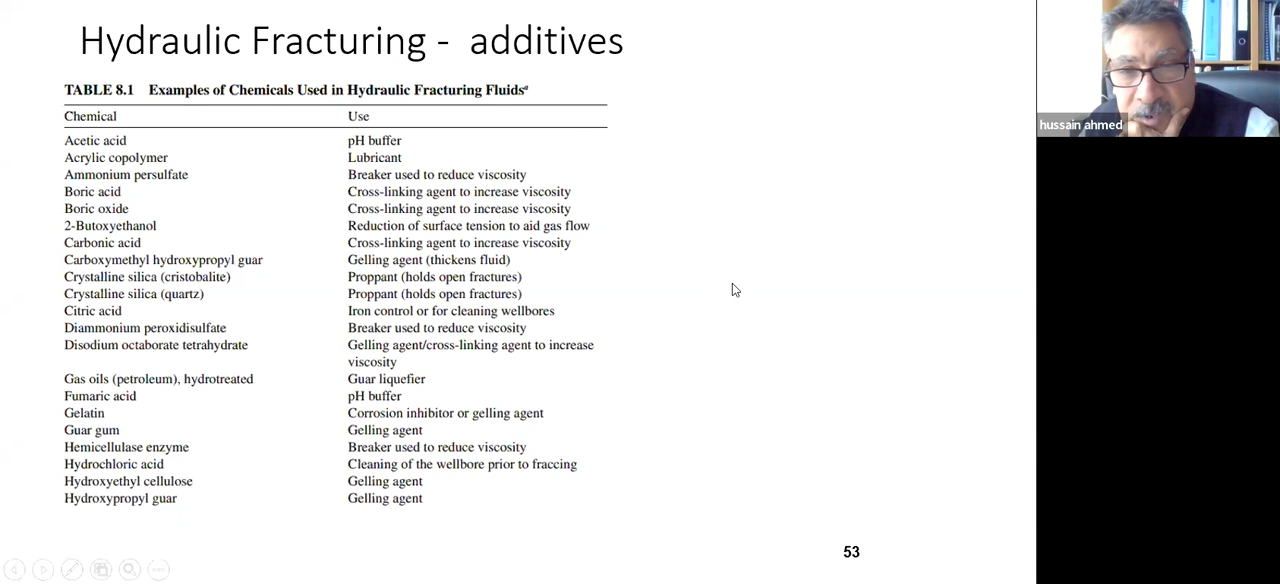 Hydraulic Fracturing - additives
TABLE 8.1 Examples of Chemicals Used in Hydraulic Fracturing Fluidsᵃ
Chemical Use
Acetic acid pH buffer
Acrylic copolymer Lubricant
Ammonium persulfate Breaker used to reduce viscosity
Boric acid Cross-linking agent to increase viscosity
Boric oxide Cross-linking agent to increase viscosity
2-Butoxyethanol Reduction of surface tension to aid gas flow
Carbonic acid Cross-linking agent to increase viscosity
Carboxymethyl hydroxypropyl guar Gelling agent (thickens fluid)
Crystalline silica (cristobalite) Proppant (holds open fractures)
Crystalline silica (quartz) Proppant (holds open fractures)
Citric acid Iron control or for cleaning wellbores
Diammonium peroxidisulfate Breaker used to reduce viscosity
Disodium octaborate tetrahydrate Gelling agent/cross-linking agent to increase
viscosity
Gas oils (petroleum), hydrotreated Guar liquefier
Fumaric acid pH buffer
Gelatin Corrosion inhibitor or gelling agent
Guar gum Gelling agent
Hemicellulase enzyme Breaker used to reduce viscosity
Hydrochloric acid Cleaning of the wellbore prior to fraccing
Hydroxyethyl cellulose Gelling agent
Hydroxypropyl guar Gelling agent
53
hussain ahmed